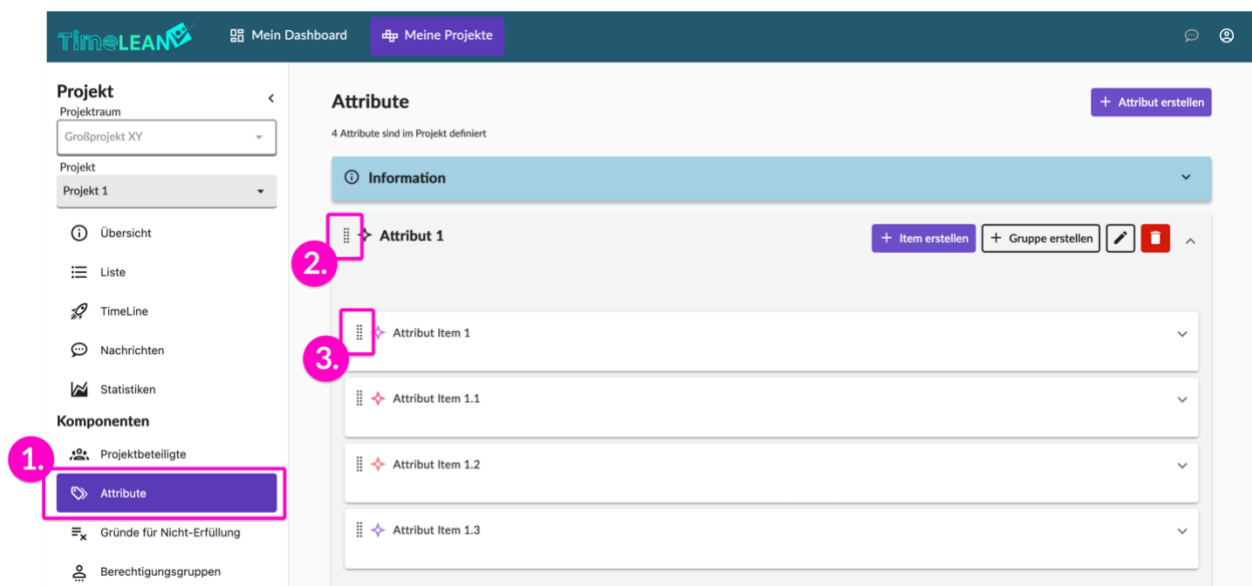 TimeLEAN
Mein Dashboard
Meine Projekte
Projekt
Projektraum
Großprojekt XY
Projekt
Projekt 1
Übersicht
Liste
TimeLine
Nachrichten
Statistiken
Komponenten
1.
Projektbeteiligte
Attribute
Gründe für Nicht-Erfüllung
Berechtigungsgruppen
Attribute
+ Attribut erstellen
4 Attribute sind im Projekt definiert
Information
2.
Attribut 1
+ Item erstellen
+ Gruppe erstellen
3.
Attribut Item 1
Attribut Item 1.1
Attribut Item 1.2
Attribut Item 1.3